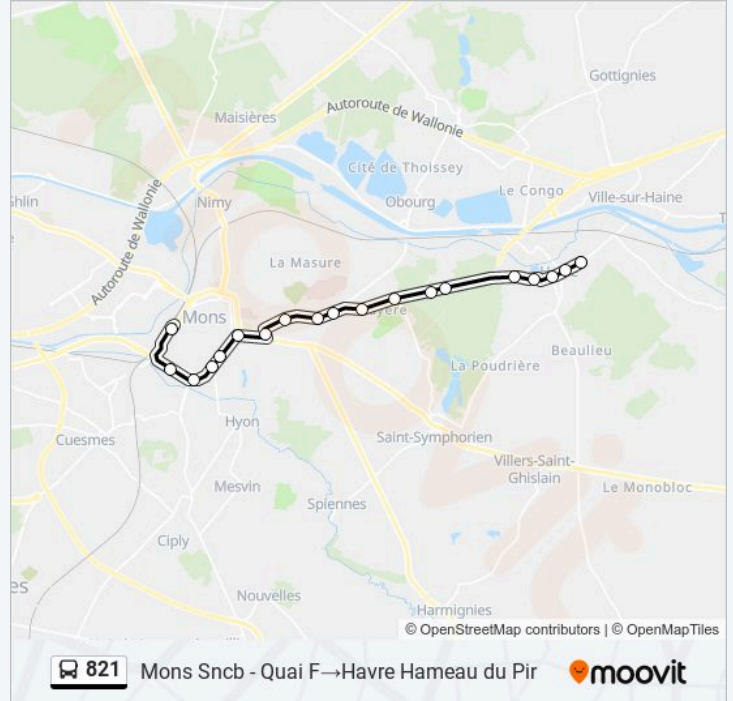 Gottignies
Autoroute de Wallonie
Maisières
Cité de Thoissey
Le Congo
Ville-sur-Haine
Obourg
ghlin
Nimy
Autoroute de Wallonie
La Masure
Mons
Beaulieu
La Poudrière
Hyon
Saint-Symphorien
Cuesmes
Villers-Saint-
Ghislain
Mesvin
Le Monobloc
Spiennes
Ciply
es
Nouvelles
Harmignies
© OpenStreetMap contributors | © OpenMapTiles
821 Mons Sncb - Quai F→Havre Hameau du Pir moovit